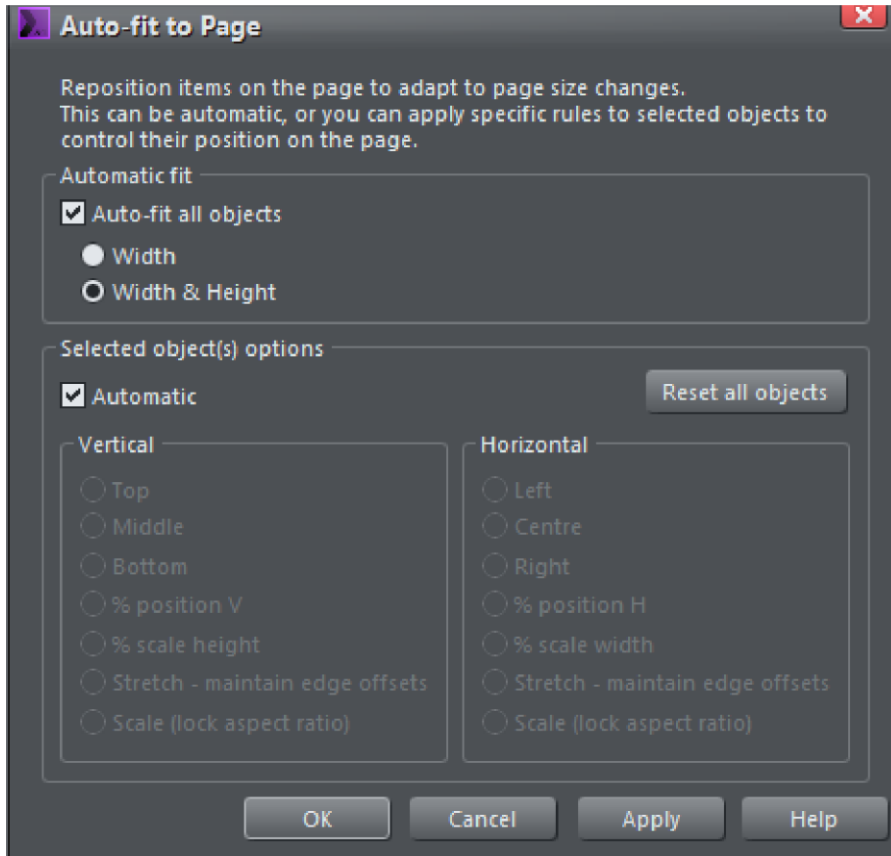 Auto-fit to Page
Reposition items on the page to adapt to page size changes.
This can be automatic, or you can apply specific rules to selected objects to
control their position on the page.
Automatic fit
Auto-fit all objects
Width
Width & Height
Selected object(s) options
Automatic
Reset all objects
Vertical
Top
Middle
Bottom
% position V
% scale height
Stretch - maintain edge offsets
Scale (lock aspect ratio)
Horizontal
Left
Centre
Right
% position H
% scale width
Stretch - maintain edge offsets
Scale (lock aspect ratio)
OK
Cancel
Apply
Help